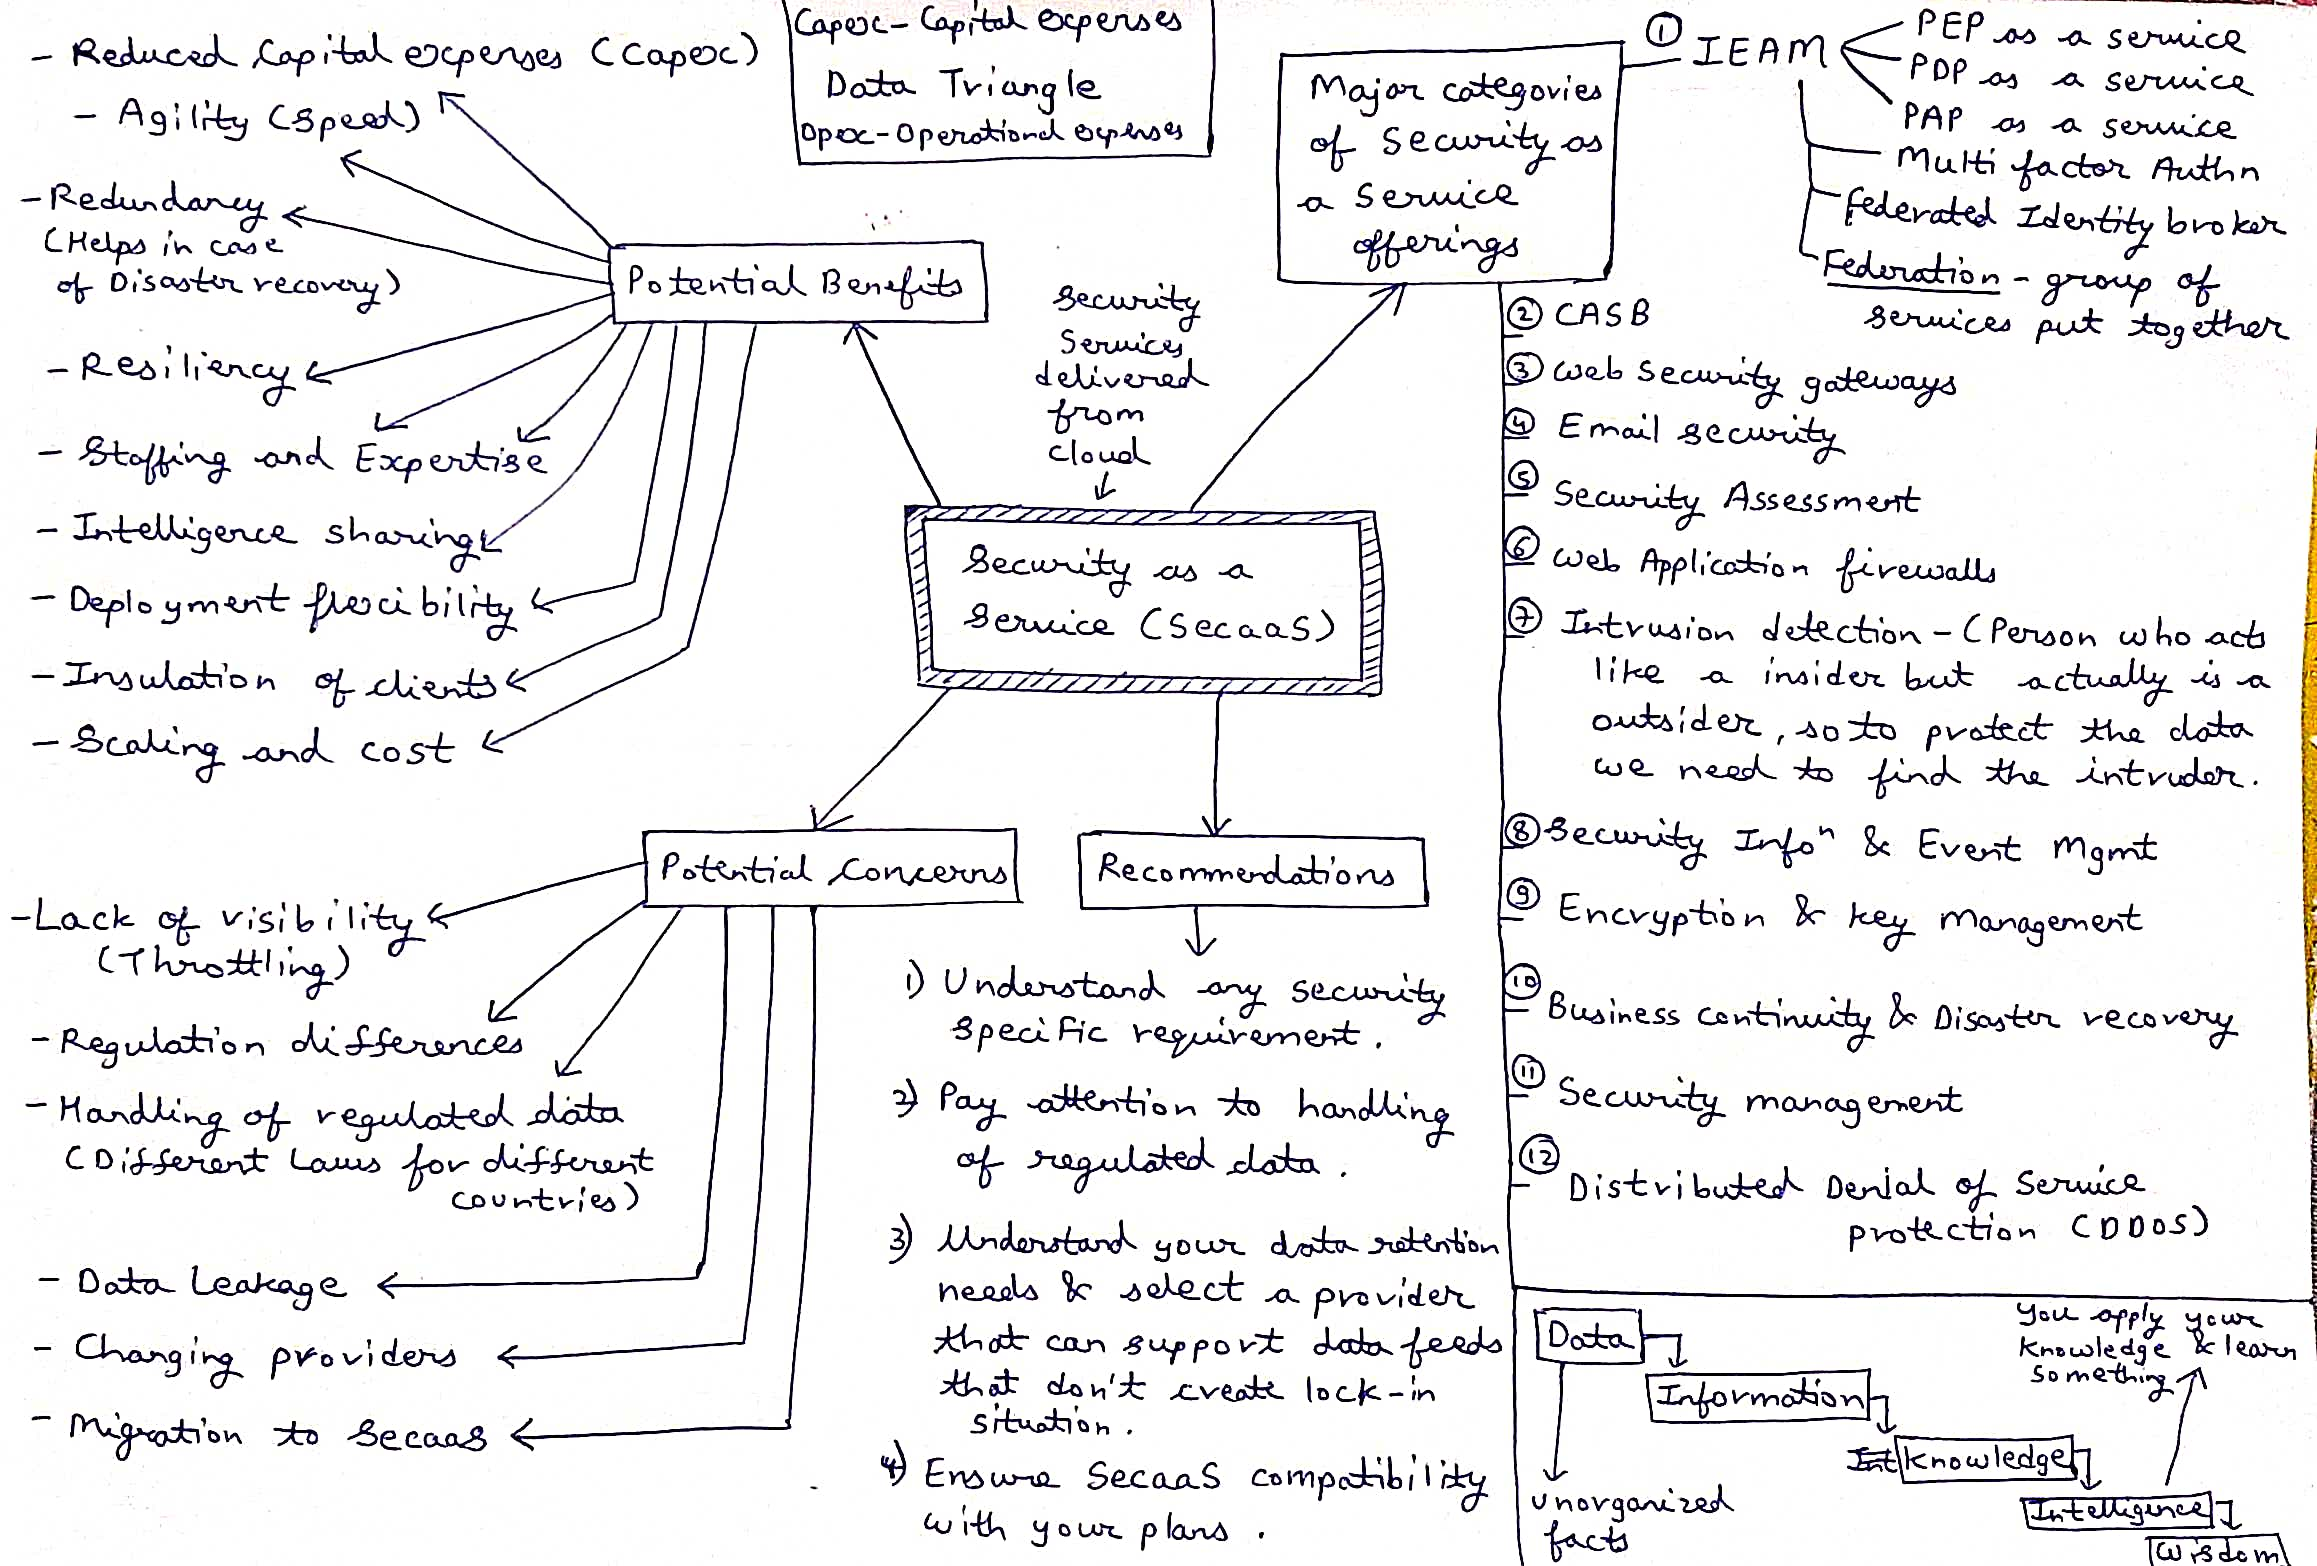 - Reduced Capital expenses (Capex)
- Agility (Speed)
- Redundancy
(Helps in case
of Disaster recovery)
- Resiliency
- Staffing and Expertise
- Intelligence sharing
- Deployment flexibility
- Insulation of clients
- Scaling and cost
Potential Benefits
Capex - Capital expenses
Data Triangle
Opex - Operational expenses
Security
Services
delivered
from
cloud
Security as a
Service (SecaaS)
Major categories
of Security as
a service
offerings
① IEAM
PEP as a service
PDP as a service
PAP as a service
Multi factor Authn
Federated Identity broker
Federation - group of
services put together
② CASB
③ Web Security gateways
④ Email security
⑤ Security Assessment
⑥ Web Application firewalls
⑦ Intrusion detection - (Person who acts
like a insider but actually is a
outsider, so to protect the data
we need to find the intruder.
⑧ Security Infoⁿ & Event Mgmt
⑨ Encryption & key management
⑩ Business continuity & Disaster recovery
⑪ Security management
⑫ Distributed Denial of Service
protection (DDOS)
Potential Concerns
- Lack of visibility
(Throttling)
- Regulation differences
- Handling of regulated data
(Different Laws for different
countries)
- Data Leakage
- Changing providers
- Migration to Secaas
Recommendations
1) Understand any security
specific requirement.
2) Pay attention to handling
of regulated data.
3) Understand your data retention
needs & select a provider
that can support data feeds
that don't create lock-in
situation.
4) Ensure SecaaS compatibility
with your plans.
Data
Information
Int Knowledge
Intelligence
Wisdom
unorganized
facts
You apply your
knowledge & learn
something